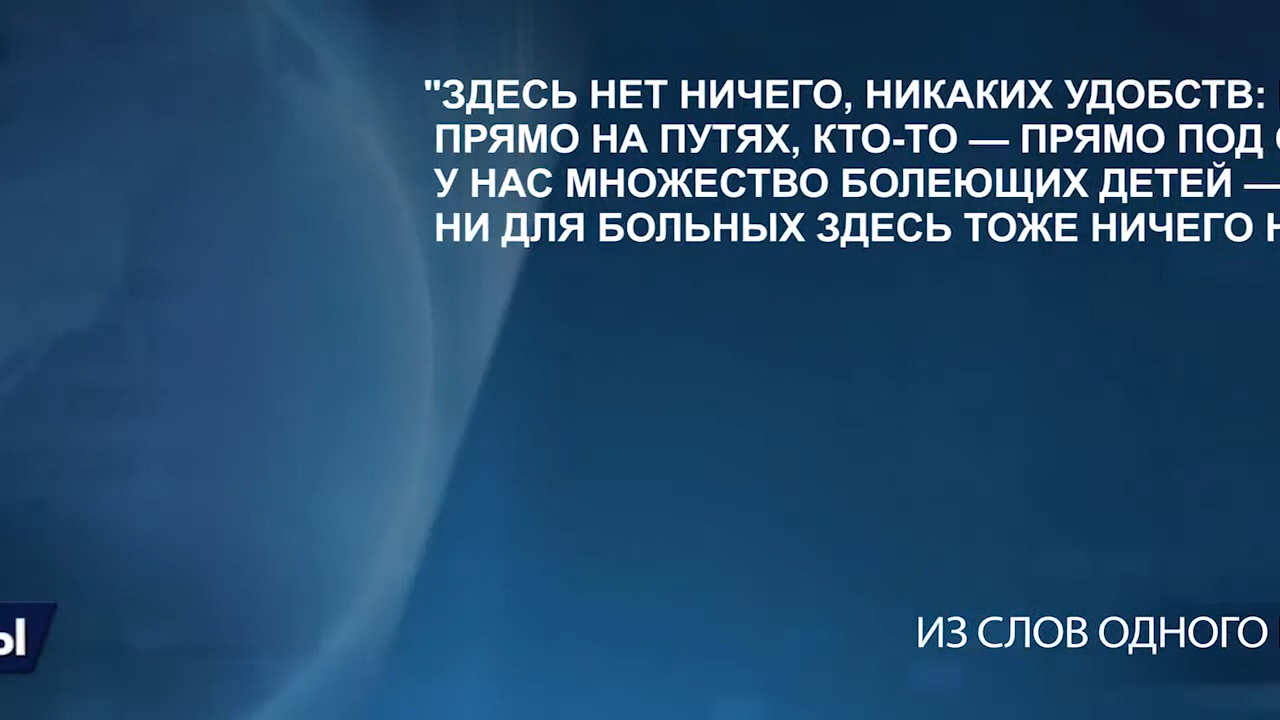 "ЗДЕСЬ НЕТ НИЧЕГО, НИКАКИХ УДОБСТВ:
ПРЯМО НА ПУТЯХ, КТО-ТО — ПРЯМО ПОД
У НАС МНОЖЕСТВО БОЛЕЮЩИХ ДЕТЕЙ —
НИ ДЛЯ БОЛЬНЫХ ЗДЕСЬ ТОЖЕ НИЧЕГО
ИЗ СЛОВ ОДНОГО